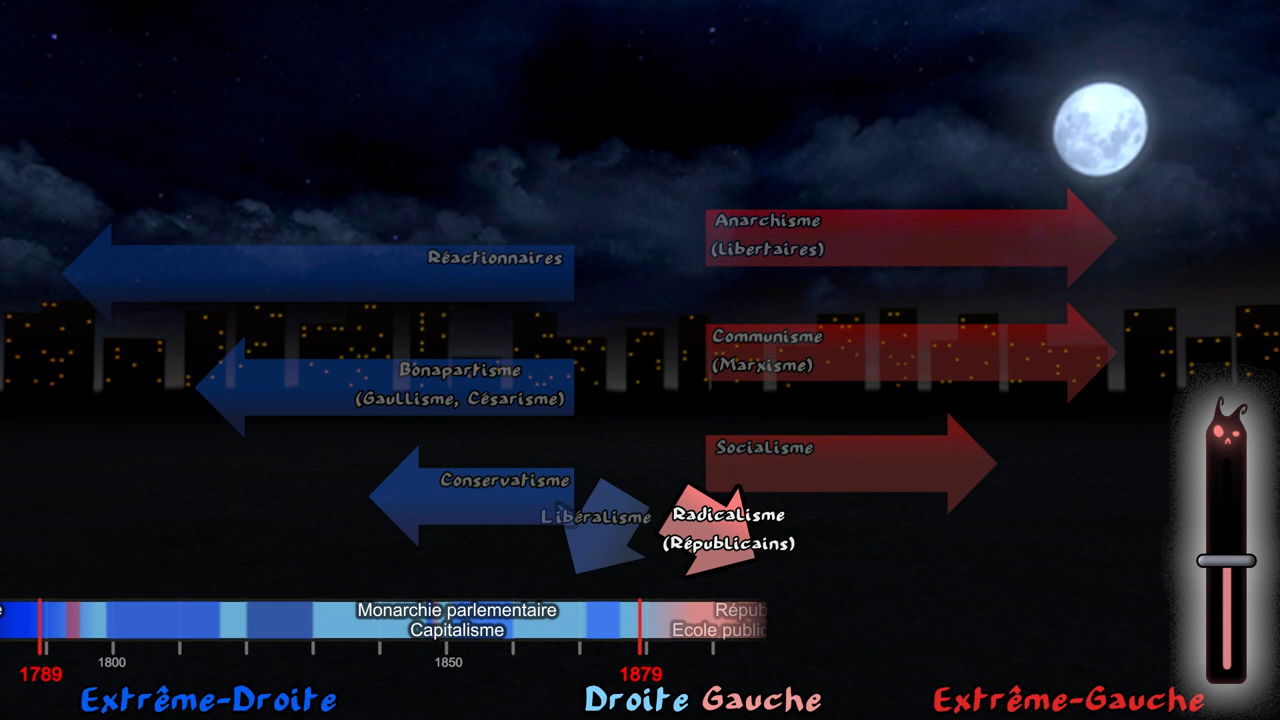 Anarchisme
(Libertaires)
Réactionnaires
Communisme
(Marxisme)
Bonapartisme
(Gaullisme, Césarisme)
Socialisme
Conservatisme
Libéralisme
Radicalisme
(Républicains)
e
Monarchie parlementaire
Capitalisme
Répub
Ecole public
1789
1800
1850
1879
Extrême-Droite
Droite Gauche
Extrême-Gauche